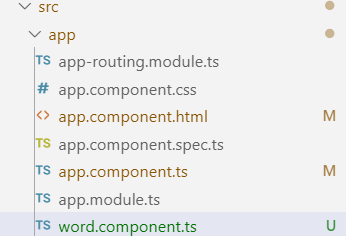 src
app
TS app-routing.module.ts
# app.component.css
<> app.component.html M
TS app.component.spec.ts
TS app.component.ts M
TS app.module.ts
TS word.component.ts U